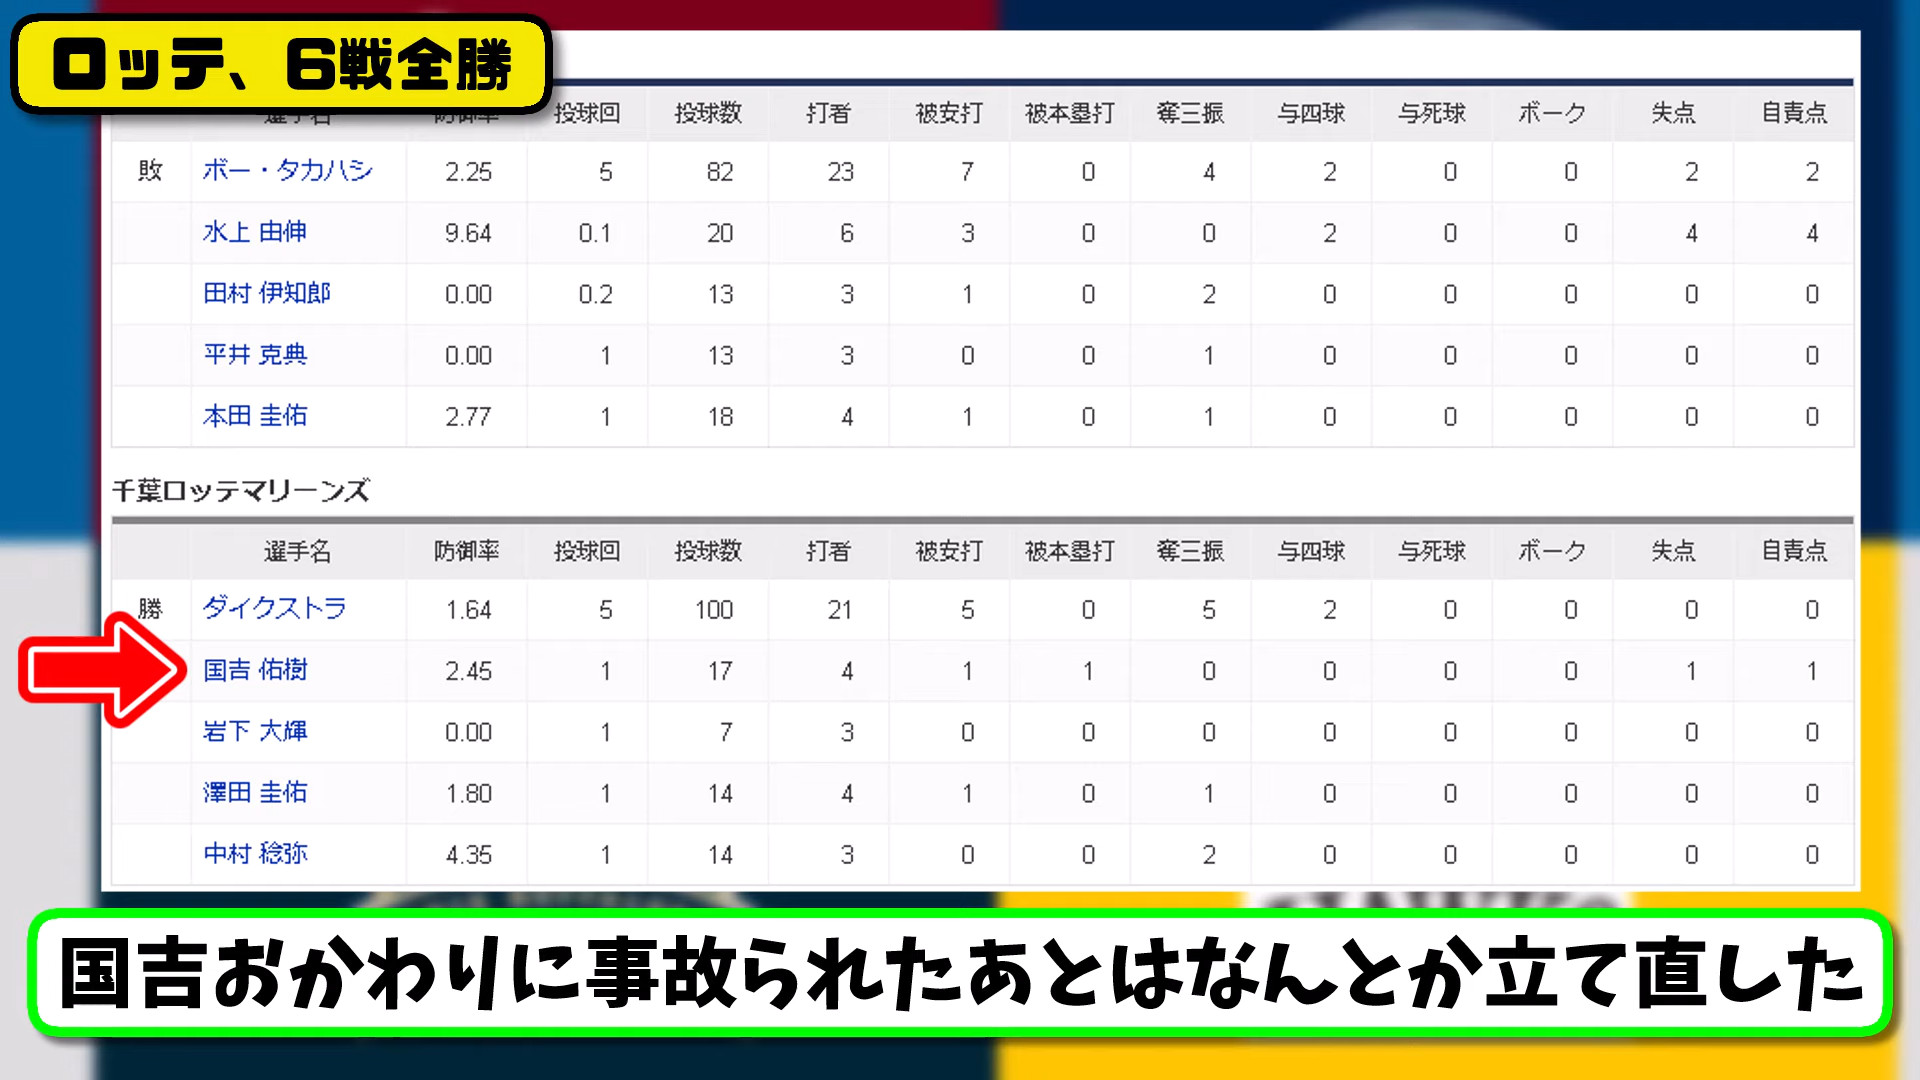 ロッテ、6戦全勝
選手名 防御率 投球回 投球数 打者 被安打 被本塁打 奪三振 与四球 与死球 ボーク 失点 自責点
敗 ボー・タカハシ 2.25 5 82 23 7 0 4 2 0 0 2 2
水上 由伸 9.64 0.1 20 6 3 0 0 2 0 0 4 4
田村 伊知郎 0.00 0.2 13 3 1 0 2 0 0 0 0 0
平井 克典 0.00 1 13 3 0 0 1 0 0 0 0 0
本田 圭佑 2.77 1 18 4 1 0 1 0 0 0 0 0
千葉ロッテマリーンズ
選手名 防御率 投球回 投球数 打者 被安打 被本塁打 奪三振 与四球 与死球 ボーク 失点 自責点
勝 ダイクストラ 1.64 5 100 21 5 0 5 2 0 0 0 0
国吉 佑樹 2.45 1 17 4 1 1 0 0 0 0 1 1
岩下 大輝 0.00 1 7 3 0 0 0 0 0 0 0 0
澤田 圭佑 1.80 1 14 4 1 0 1 0 0 0 0 0
中村 稔弥 4.35 1 14 3 0 0 2 0 0 0 0 0
国吉おかわりに事故られたあとはなんとか立て直した